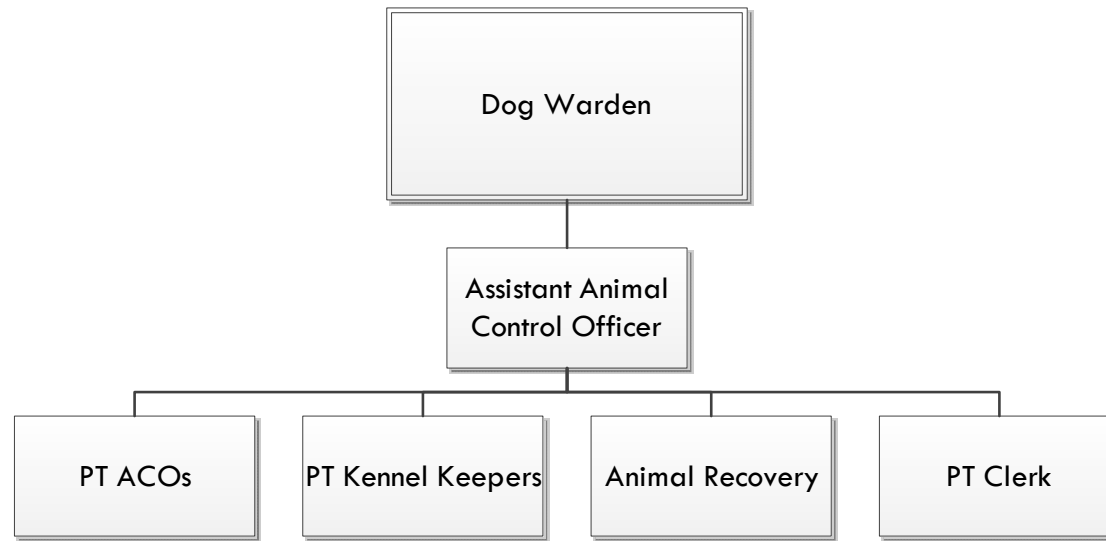 Dog Warden
Assistant Animal
Control Officer
PT ACOs
PT Kennel Keepers
Animal Recovery
PT Clerk